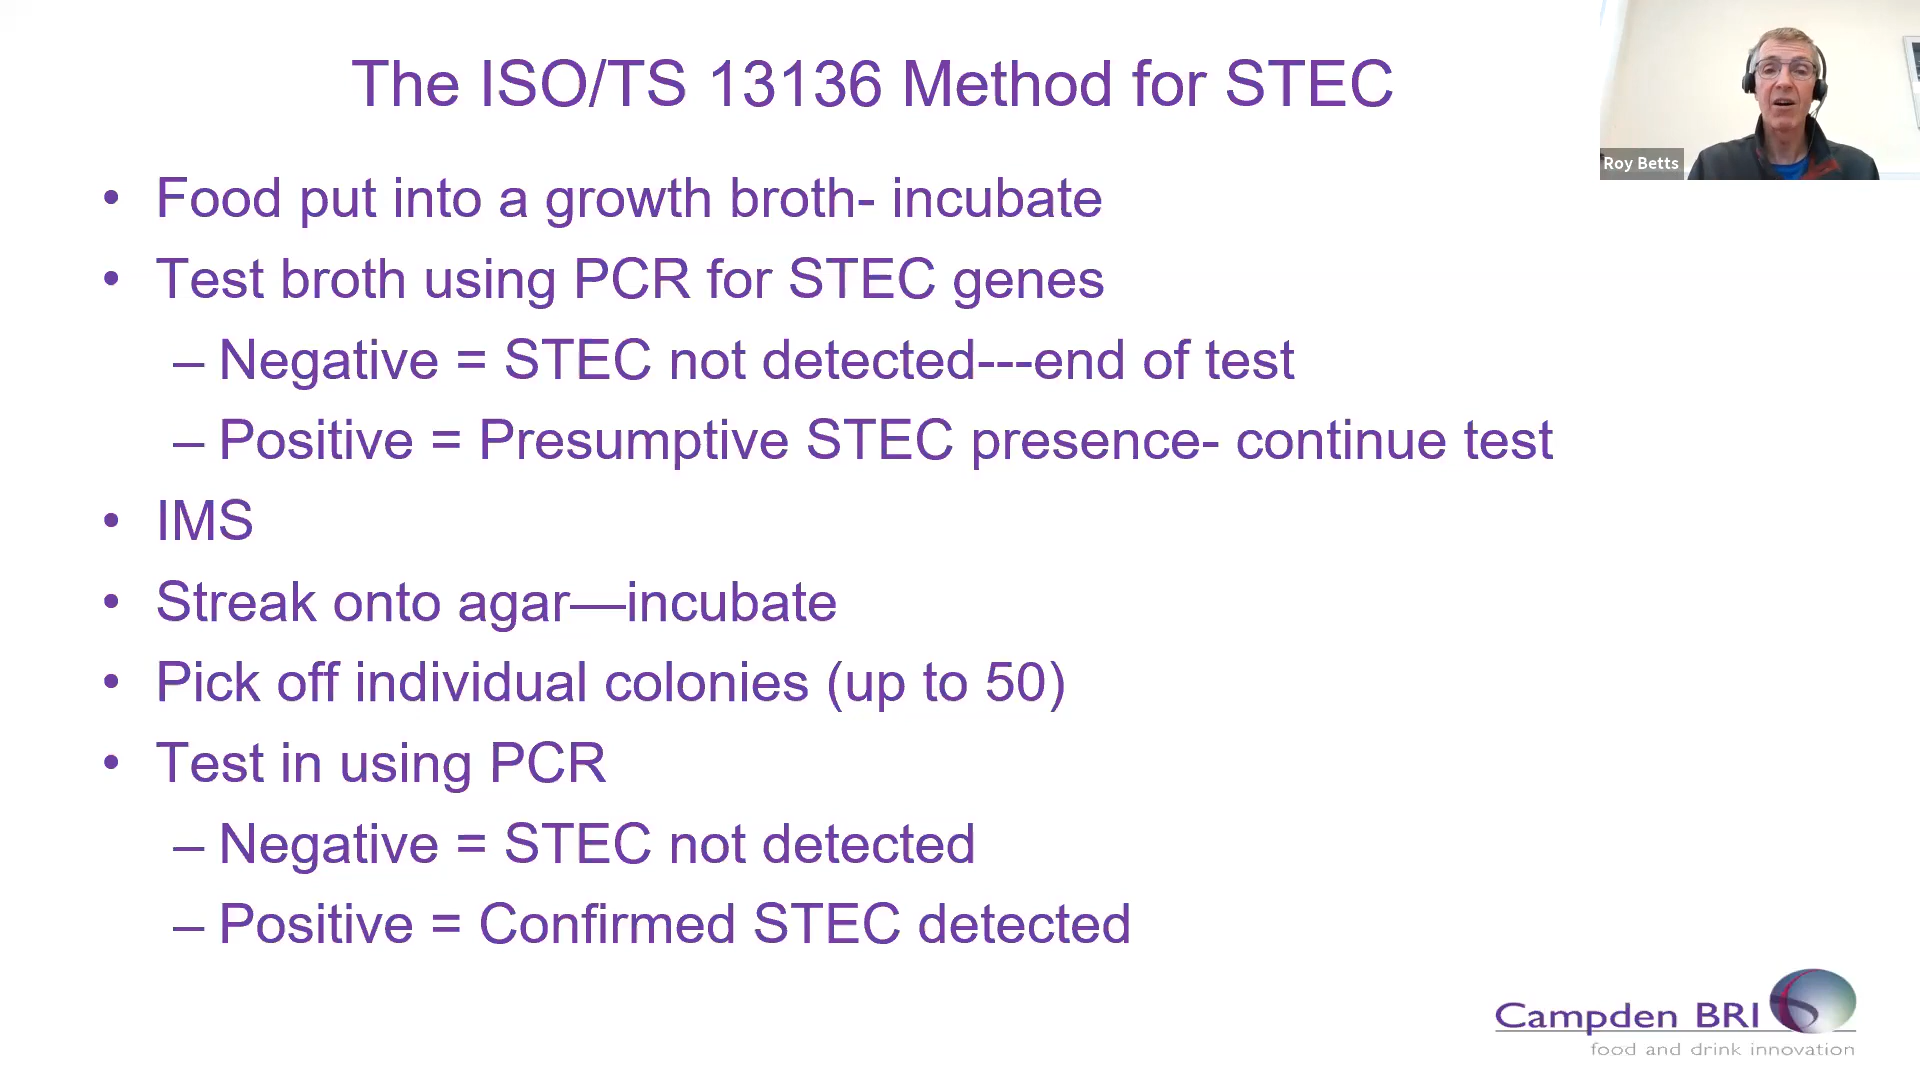 The ISO/TS 13136 Method for STEC
Roy Betts
• Food put into a growth broth- incubate
• Test broth using PCR for STEC genes
– Negative = STEC not detected---end of test
– Positive = Presumptive STEC presence- continue test
• IMS
• Streak onto agar—incubate
• Pick off individual colonies (up to 50)
• Test in using PCR
– Negative = STEC not detected
– Positive = Confirmed STEC detected
Campden BRI
food and drink innovation